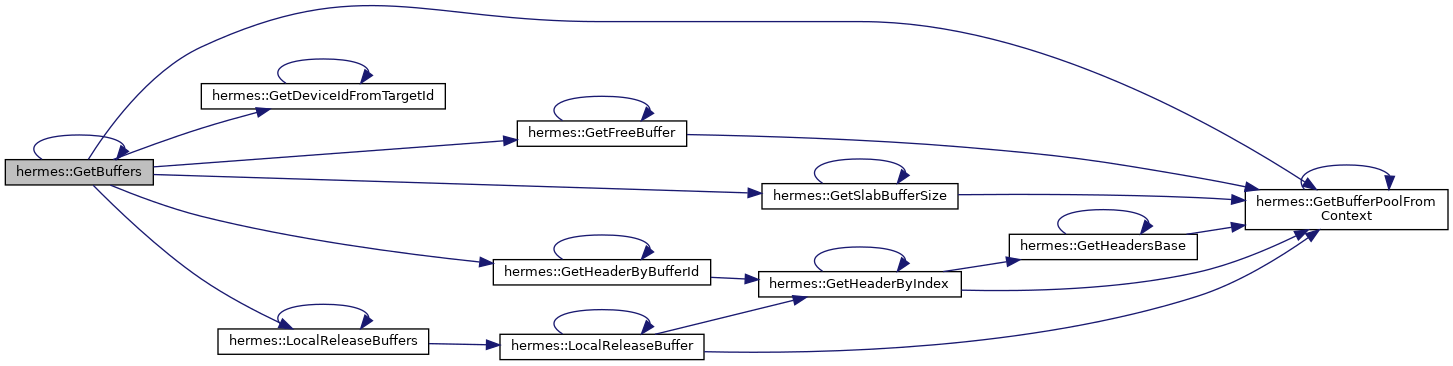 hermes::GetBuffers
hermes::GetDeviceIdFromTargetId
hermes::GetFreeBuffer
hermes::GetSlabBufferSize
hermes::GetBufferPoolFrom
Context
hermes::GetHeadersBase
hermes::GetHeaderByBufferId
hermes::GetHeaderByIndex
hermes::LocalReleaseBuffers
hermes::LocalReleaseBuffer